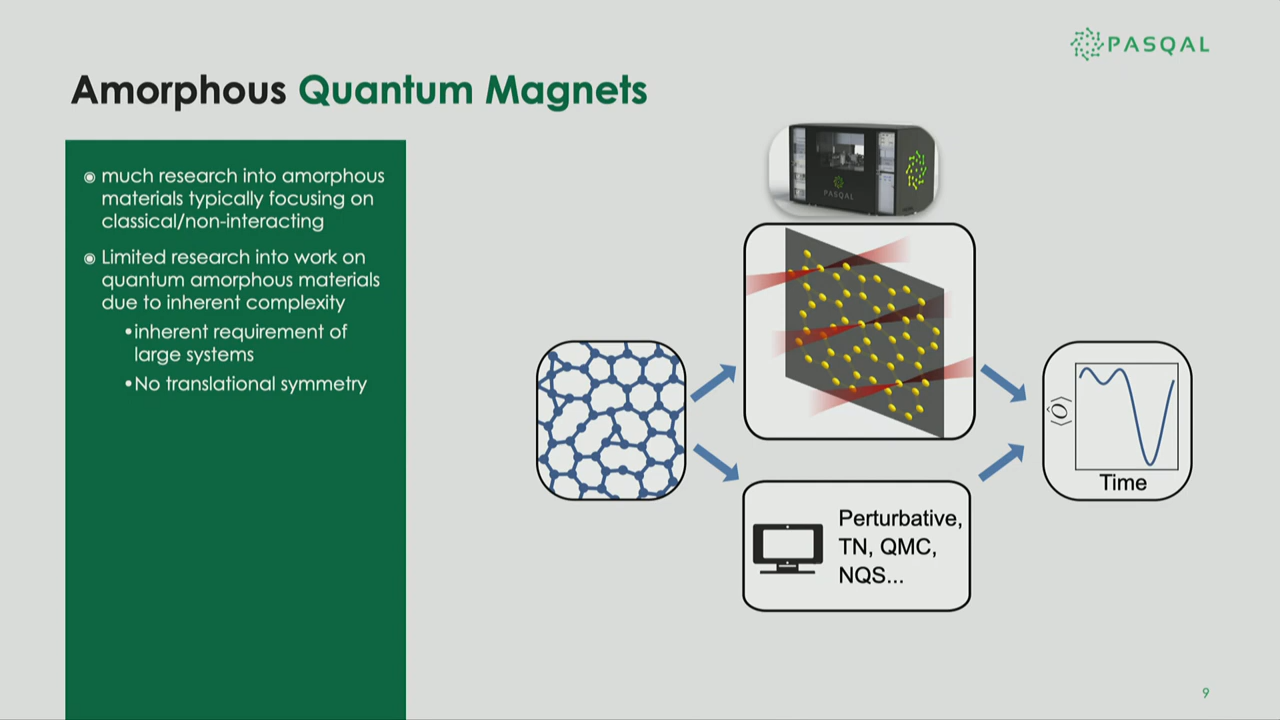 PASQAL
Amorphous Quantum Magnets
much research into amorphous
materials typically focusing on
classical/non-interacting
Limited research into work on
quantum amorphous materials
due to inherent complexity
•inherent requirement of
large systems
•No translational symmetry
PASQAL
⟨Ô⟩
Time
Perturbative,
TN, QMC,
NQS...
9